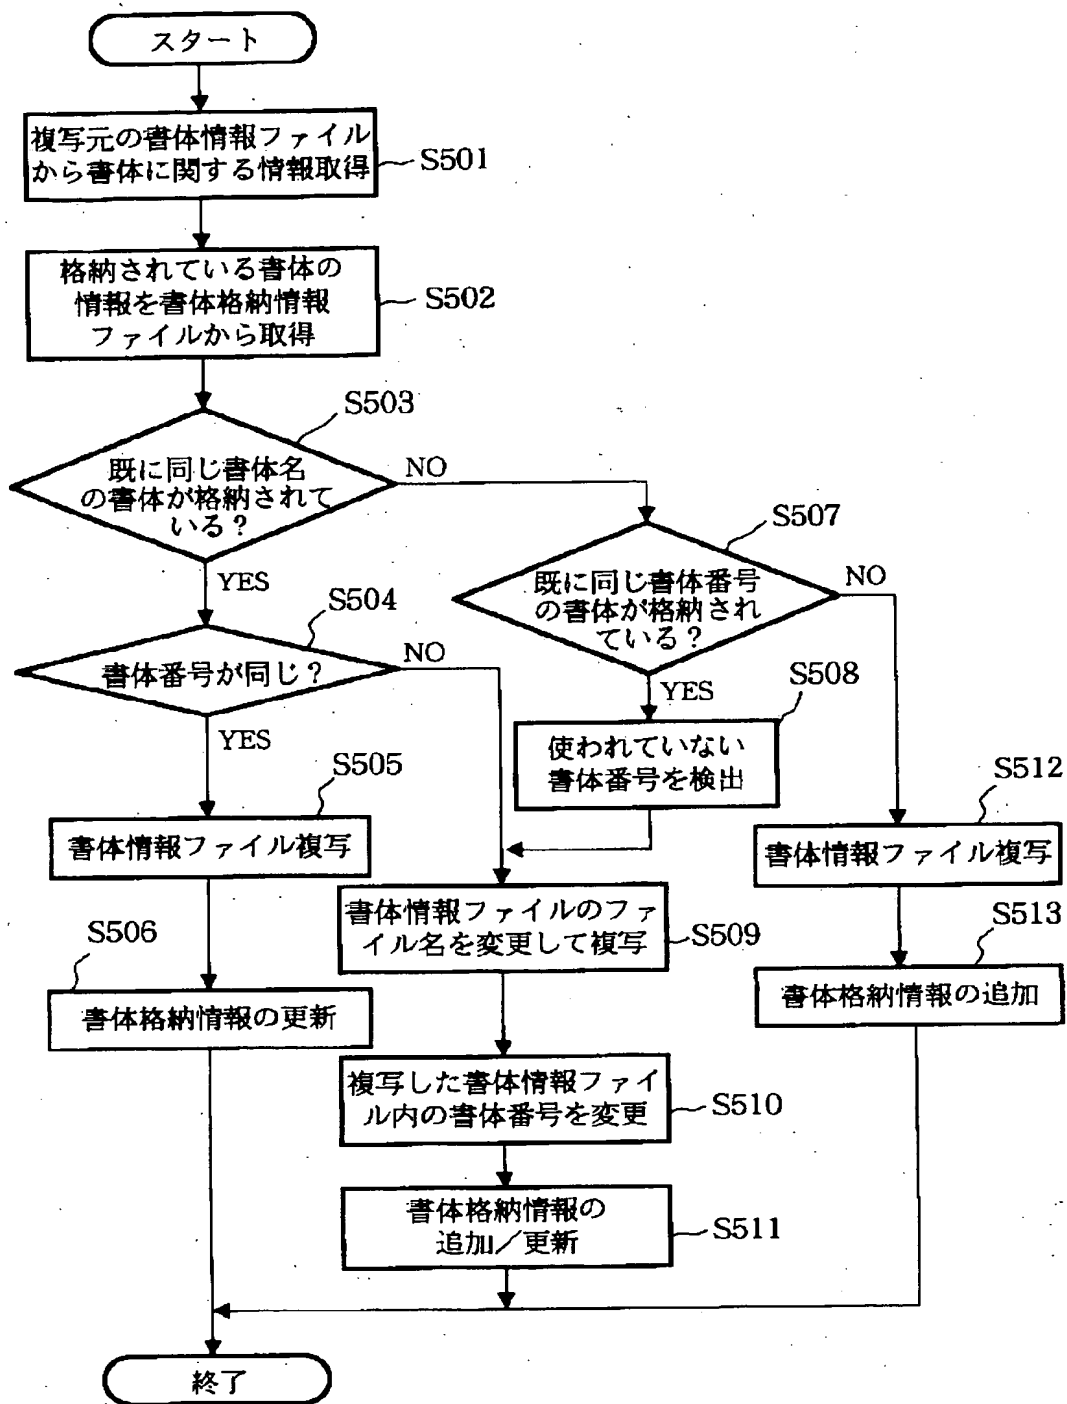 スタート
複写元の書体情報ファイル
から書体に関する情報取得
S501
格納されている書体の
情報を書体格納情報
ファイルから取得
S502
S503
既に同じ書体名
の書体が格納されて
いる？
NO
YES
S507
既に同じ書体番号
の書体が格納され
ている？
NO
YES
S504
書体番号が同じ？
NO
YES
S508
使われていない
書体番号を検出
S505
書体情報ファイル複写
S512
書体情報ファイル複写
書体情報ファイルのファ
イル名を変更して複写
S509
S506
書体格納情報の更新
S513
書体格納情報の追加
複写した書体情報ファイ
ル内の書体番号を変更
S510
書体格納情報の
追加／更新
S511
終了